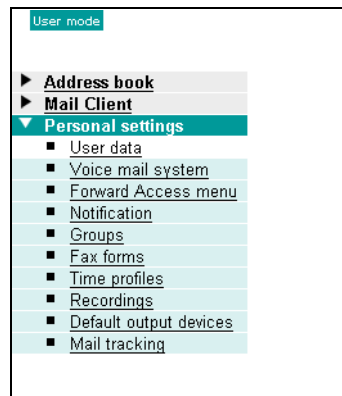 User mode
Address book
Mail Client
Personal settings
User data
Voice mail system
Forward Access menu
Notification
Groups
Fax forms
Time profiles
Recordings
Default output devices
Mail tracking